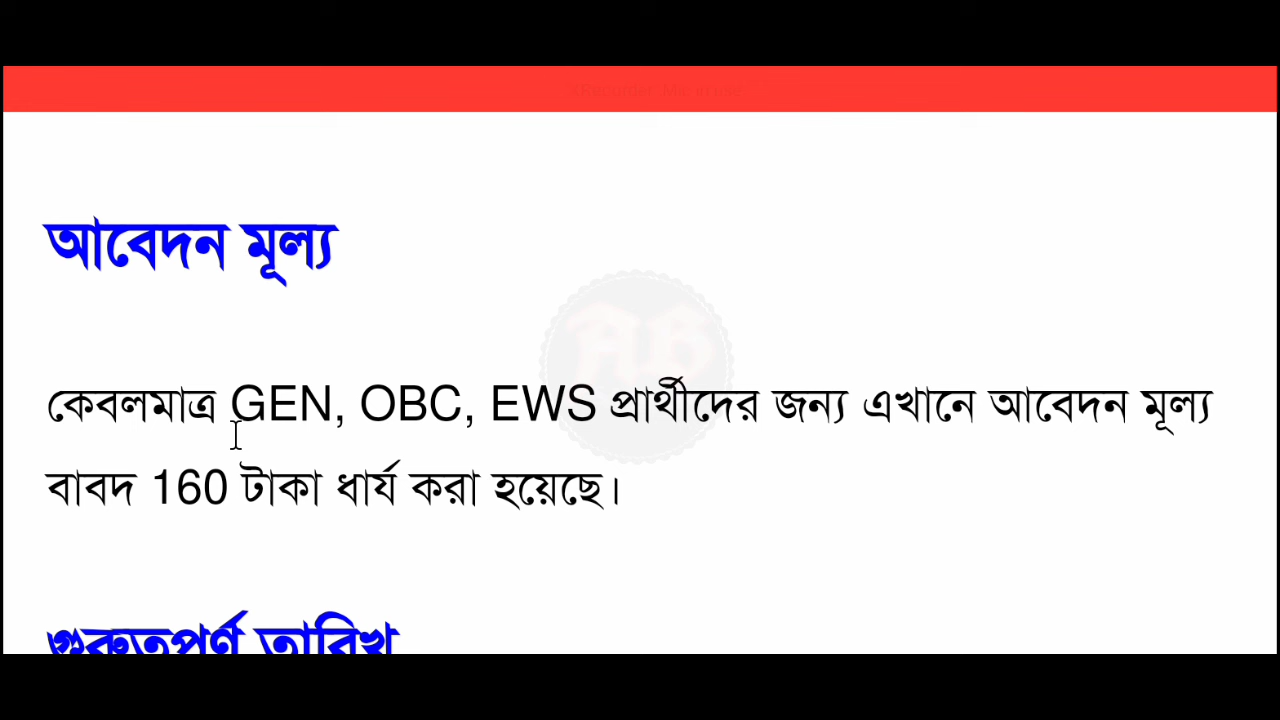 আবেদন মূল্য
কেবলমাত্র GEN, OBC, EWS প্রার্থীদের জন্য এখানে আবেদন মূল্য
বাবদ 160 টাকা ধার্য করা হয়েছে।
গুরুত্বপূর্ণ তারিখ